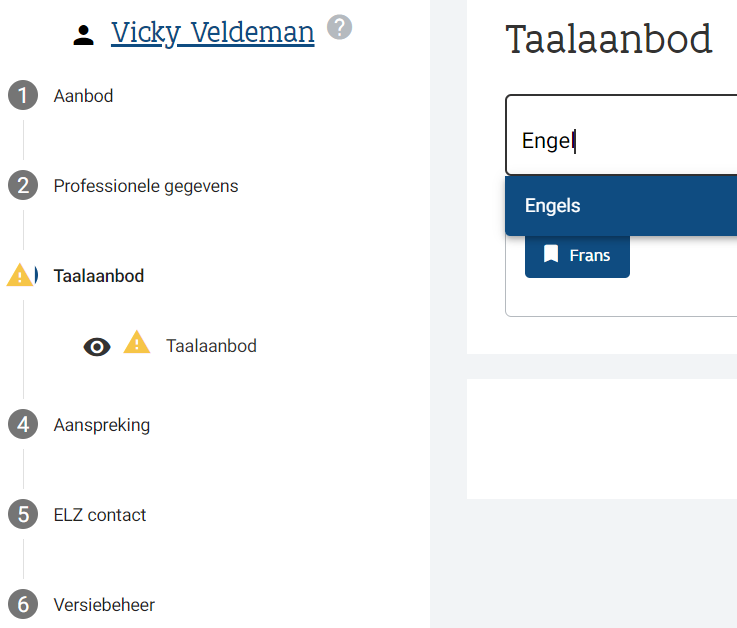 Vicky Veldeman ?
1 Aanbod
2 Professionele gegevens
Taalaanbod
Taalaanbod
4 Aanspreking
5 ELZ contact
6 Versiebeheer
Taalaanbod
Engel
Engels
Frans